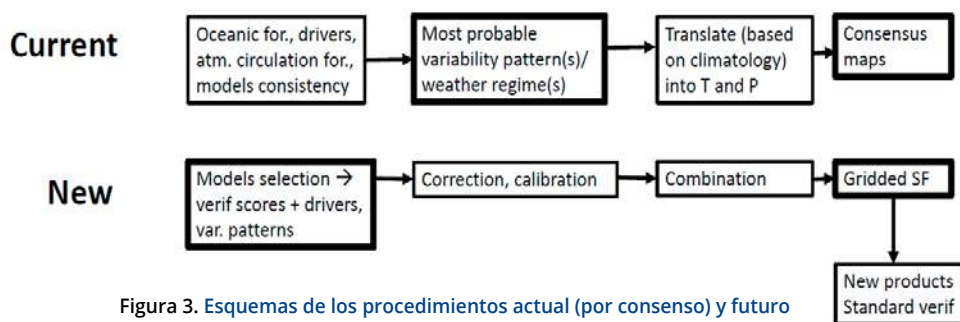 Current
Oceanic for., drivers,
atm. circulation for.,
models consistency
Most probable
variability pattern(s)/
weather regime(s)
Translate (based
on climatology)
into T and P
Consensus
maps
New
Models selection →
verif scores + drivers,
var. patterns
Correction, calibration
Combination
Gridded SF
New products
Standard verif
Figura 3. Esquemas de los procedimientos actual (por consenso) y futuro